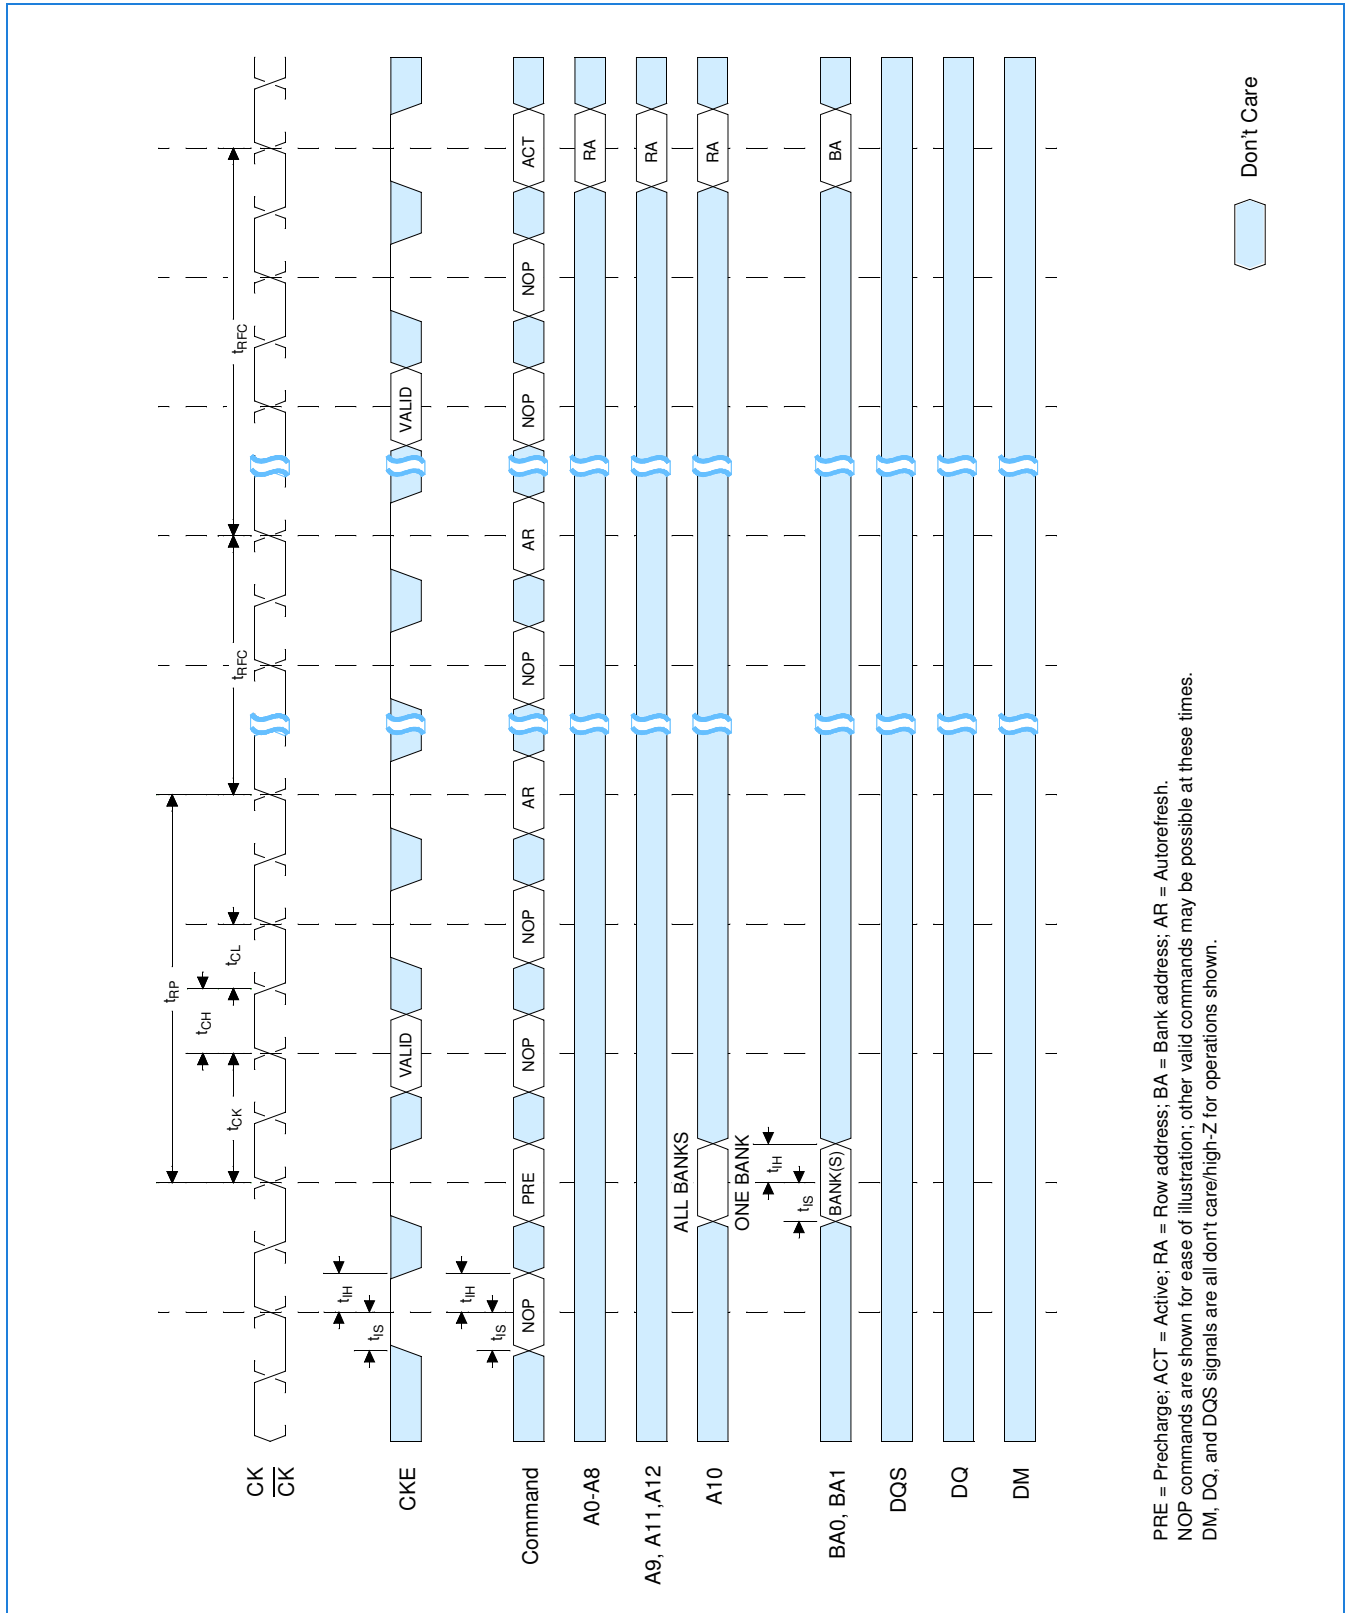 tRP
tCH
tCK
tCL
tRFC
tRFC
CK
CK
tIS
tIH
CKE
VALID
VALID
tIS
tIH
Command
NOP
PRE
NOP
NOP
AR
NOP
AR
NOP
NOP
ACT
A0-A8
RA
A9, A11,A12
RA
ALL BANKS
A10
RA
ONE BANK
tIS
tIH
BA0, BA1
BANK(S)
BA
DQS
DQ
DM
PRE = Precharge; ACT = Active; RA = Row address; BA = Bank address; AR = Autorefresh.
NOP commands are shown for ease of illustration; other valid commands may be possible at these times.
DM, DQ, and DQS signals are all don't care/high-Z for operations shown.
Don't Care